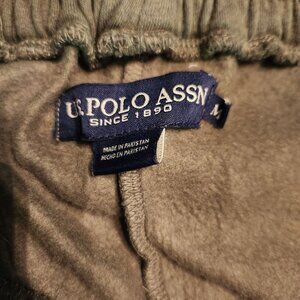 U.S. POLO ASSN
SINCE 1890
M
MADE IN PAKISTAN
HECHO EN PAKISTAN